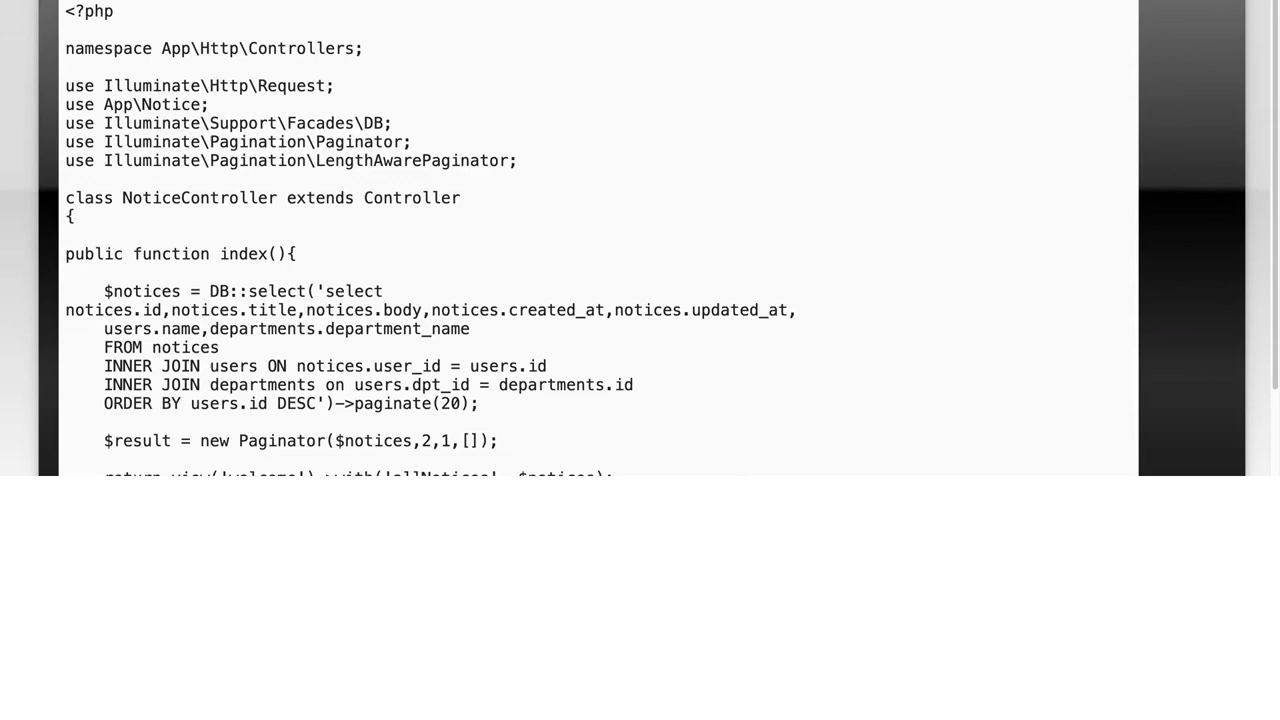 <?php
namespace App\Http\Controllers;
use Illuminate\Http\Request;
use App\Notice;
use Illuminate\Support\Facades\DB;
use Illuminate\Pagination\Paginator;
use Illuminate\Pagination\LengthAwarePaginator;
class NoticeController extends Controller
{
public function index(){
$notices = DB::select('select
notices.id,notices.title,notices.body,notices.created_at,notices.updated_at,
users.name,departments.department_name
FROM notices
INNER JOIN users ON notices.user_id = users.id
INNER JOIN departments on users.dpt_id = departments.id
ORDER BY users.id DESC')->paginate(20);
$result = new Paginator($notices,2,1,[]);